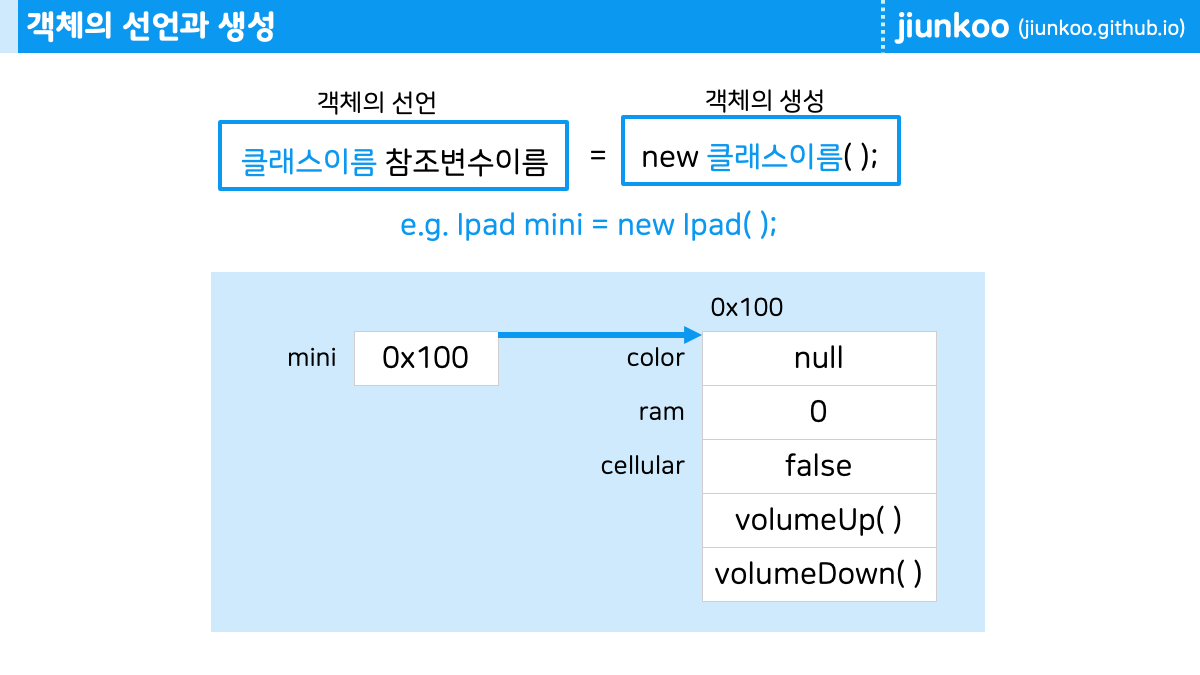 객체의 선언과 생성
jiunkoo (jiunkoo.github.io)
객체의 선언
객체의 생성
클래스이름 참조변수이름 = new 클래스이름( );
e.g. Ipad mini = new Ipad( );
0x100
mini 0x100
color null
ram 0
cellular false
volumeUp( )
volumeDown( )